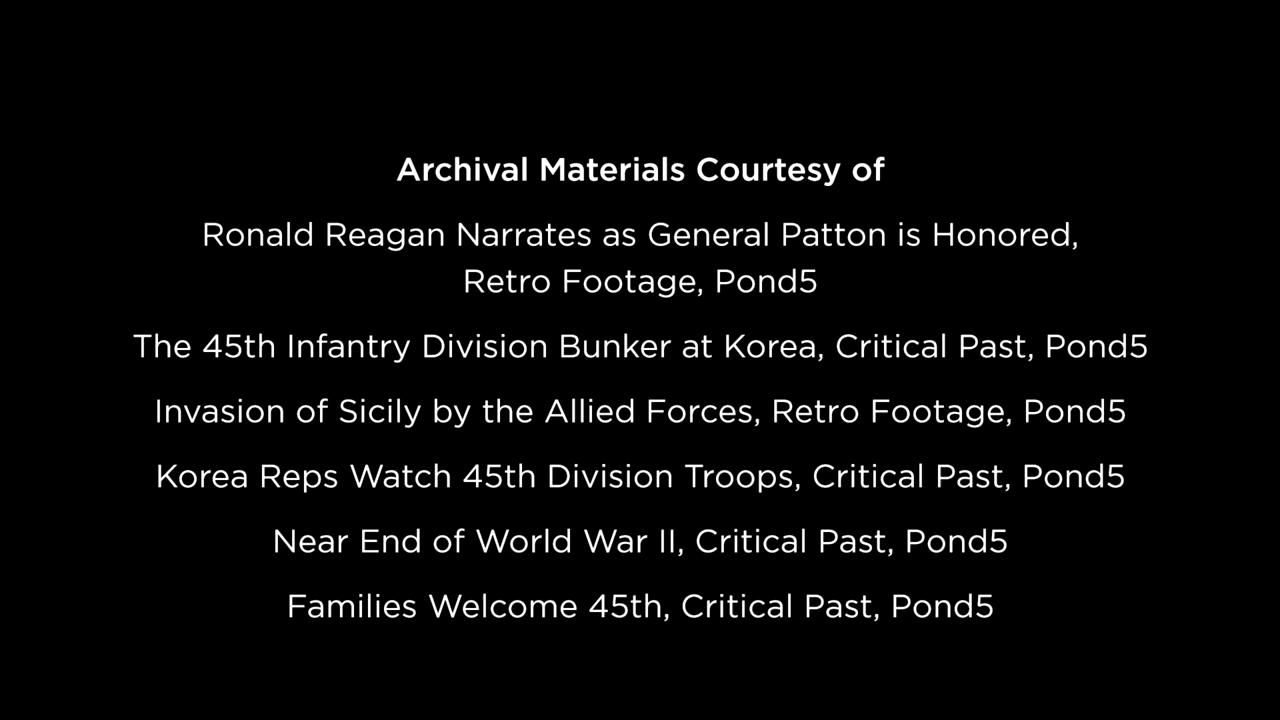 Archival Materials Courtesy of
Ronald Reagan Narrates as General Patton is Honored,
Retro Footage, Pond5
The 45th Infantry Division Bunker at Korea, Critical Past, Pond5
Invasion of Sicily by the Allied Forces, Retro Footage, Pond5
Korea Reps Watch 45th Division Troops, Critical Past, Pond5
Near End of World War II, Critical Past, Pond5
Families Welcome 45th, Critical Past, Pond5